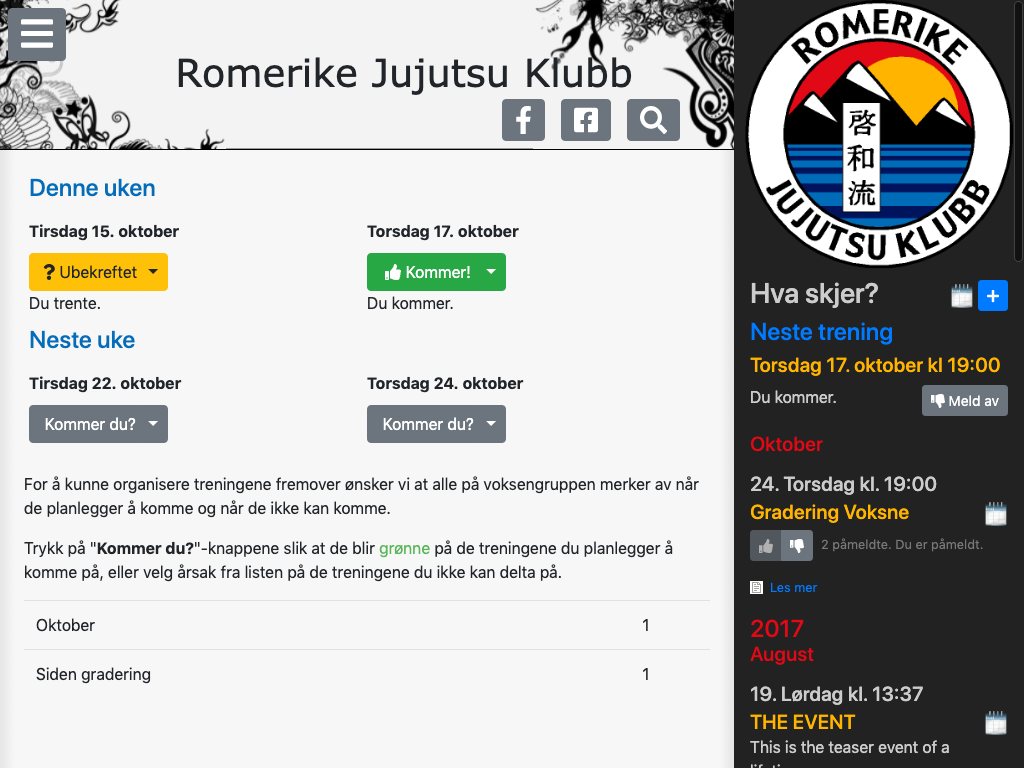 Romerike Jujutsu Klubb
Denne uken
Tirsdag 15. oktober
Torsdag 17. oktober
? Ubekreftet
Kommer!
Du trente.
Du kommer.
Neste uke
Tirsdag 22. oktober
Torsdag 24. oktober
Kommer du?
Kommer du?
For å kunne organisere treningene fremover ønsker vi at alle på voksengruppen merker av når
de planlegger å komme og når de ikke kan komme.
Trykk på "Kommer du?"-knappene slik at de blir grønne på de treningene du planlegger å
komme på, eller velg årsak fra listen på de treningene du ikke kan delta på.
Oktober 1
Siden gradering 1
ROMERIKE
啓
和
流
JUJUTSU KLUBB
Hva skjer?
+
Neste trening
Torsdag 17. oktober kl 19:00
Du kommer.
Meld av
Oktober
24. Torsdag kl. 19:00
Gradering Voksne
2 påmeldte. Du er påmeldt.
Les mer
2017
August
19. Lørdag kl. 13:37
THE EVENT
This is the teaser event of a